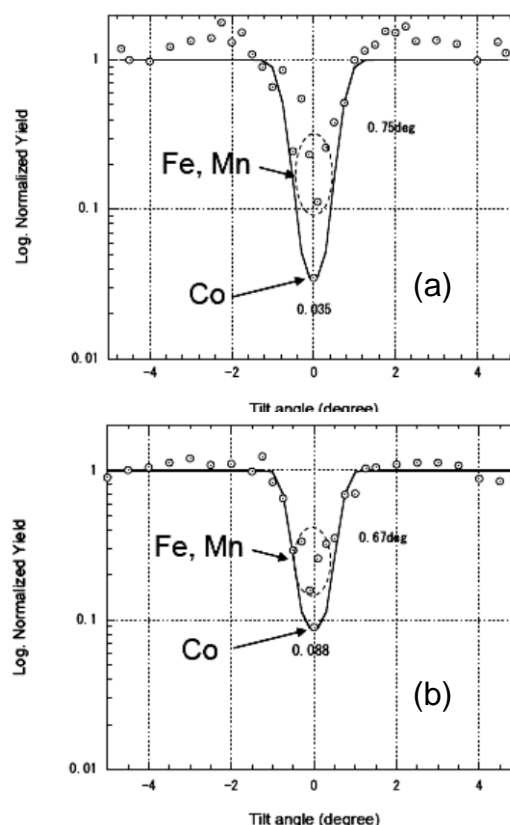 1
0.75deg
Fe, Mn
0.1
Log. Normalized Yield
Co
(a)
0.035
0.01
-4 -2 0 2 4
Tilt angle (degree)
1
0.67deg
Fe, Mn
0.1
Log. Normalized Yield
Co
0.088
(b)
0.01
-4 -2 0 2 4
Tilt angle (degree)